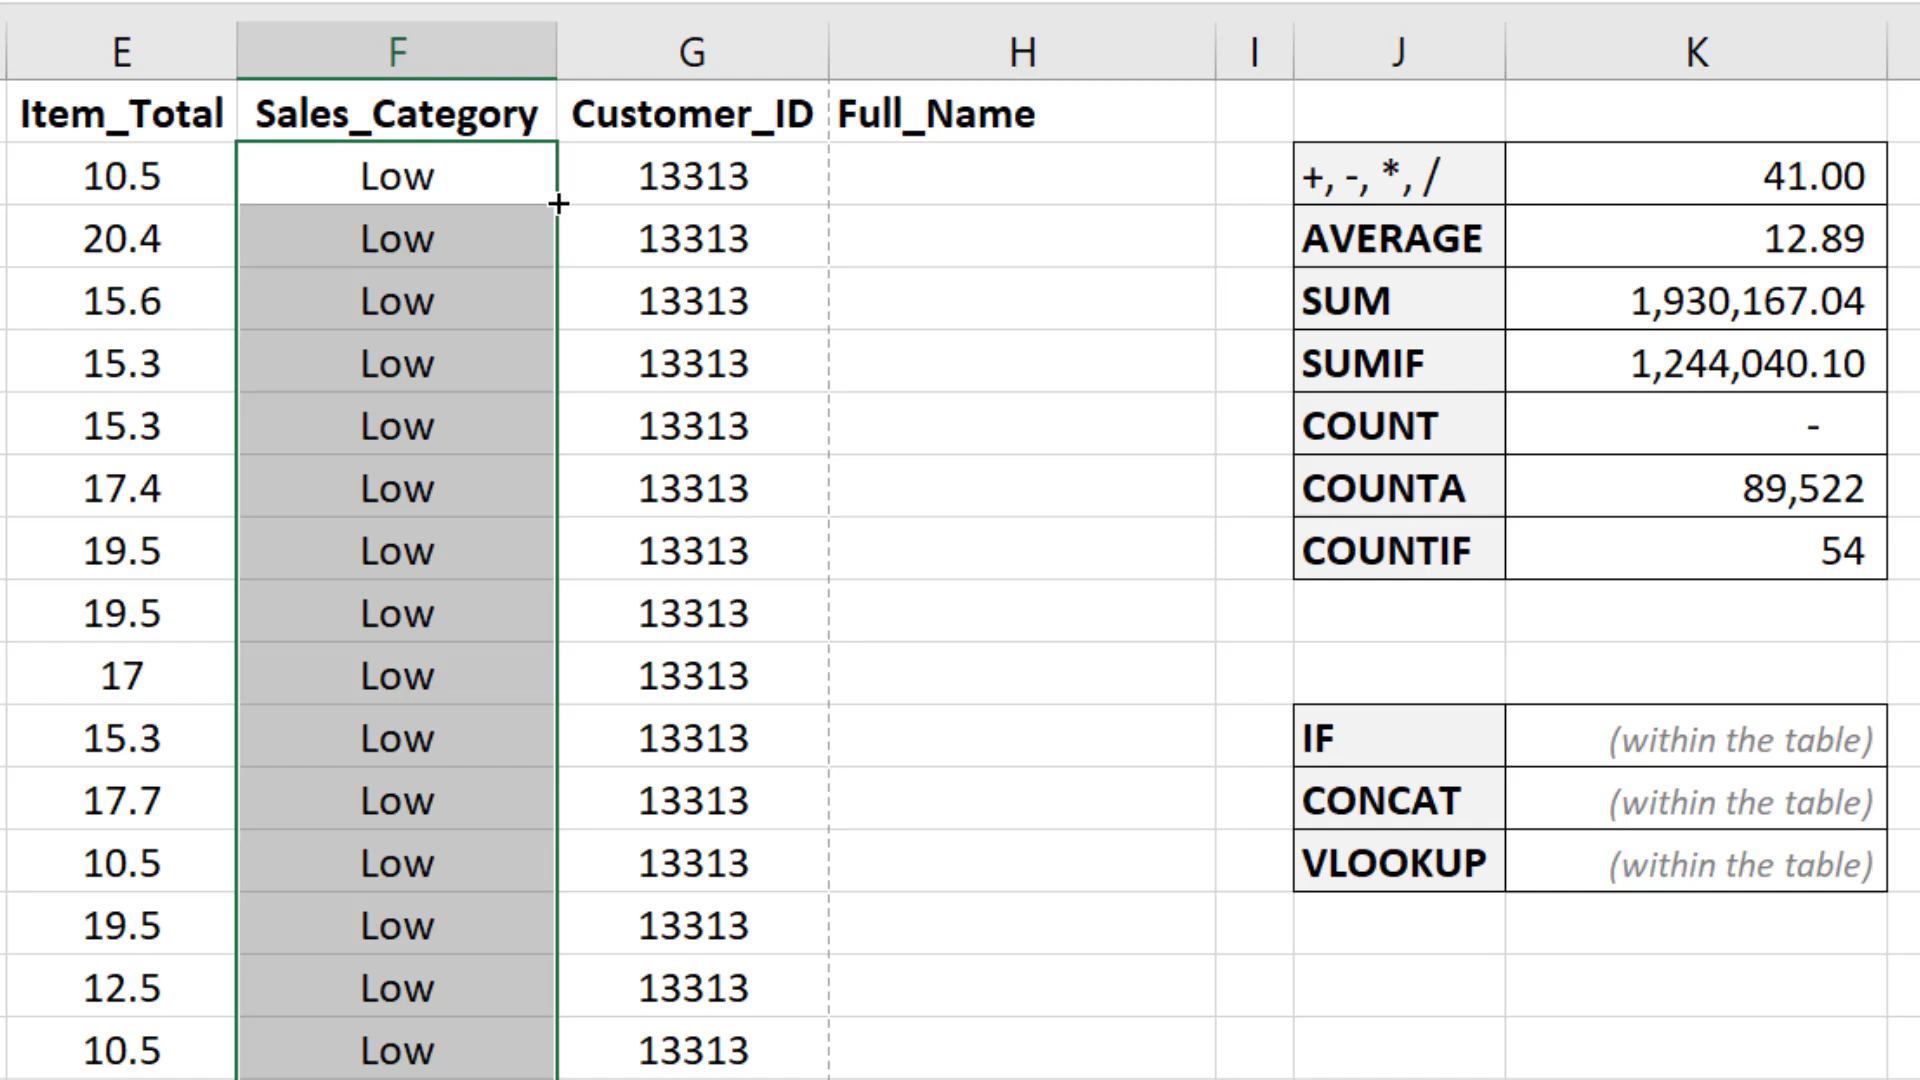 E F G H I J K
Item_Total Sales_Category Customer_ID Full_Name
10.5 Low 13313 +, -, *, / 41.00
20.4 Low 13313 AVERAGE 12.89
15.6 Low 13313 SUM 1,930,167.04
15.3 Low 13313 SUMIF 1,244,040.10
15.3 Low 13313 COUNT -
17.4 Low 13313 COUNTA 89,522
19.5 Low 13313 COUNTIF 54
19.5 Low 13313
17 Low 13313
15.3 Low 13313 IF (within the table)
17.7 Low 13313 CONCAT (within the table)
10.5 Low 13313 VLOOKUP (within the table)
19.5 Low 13313
12.5 Low 13313
10.5 Low 13313